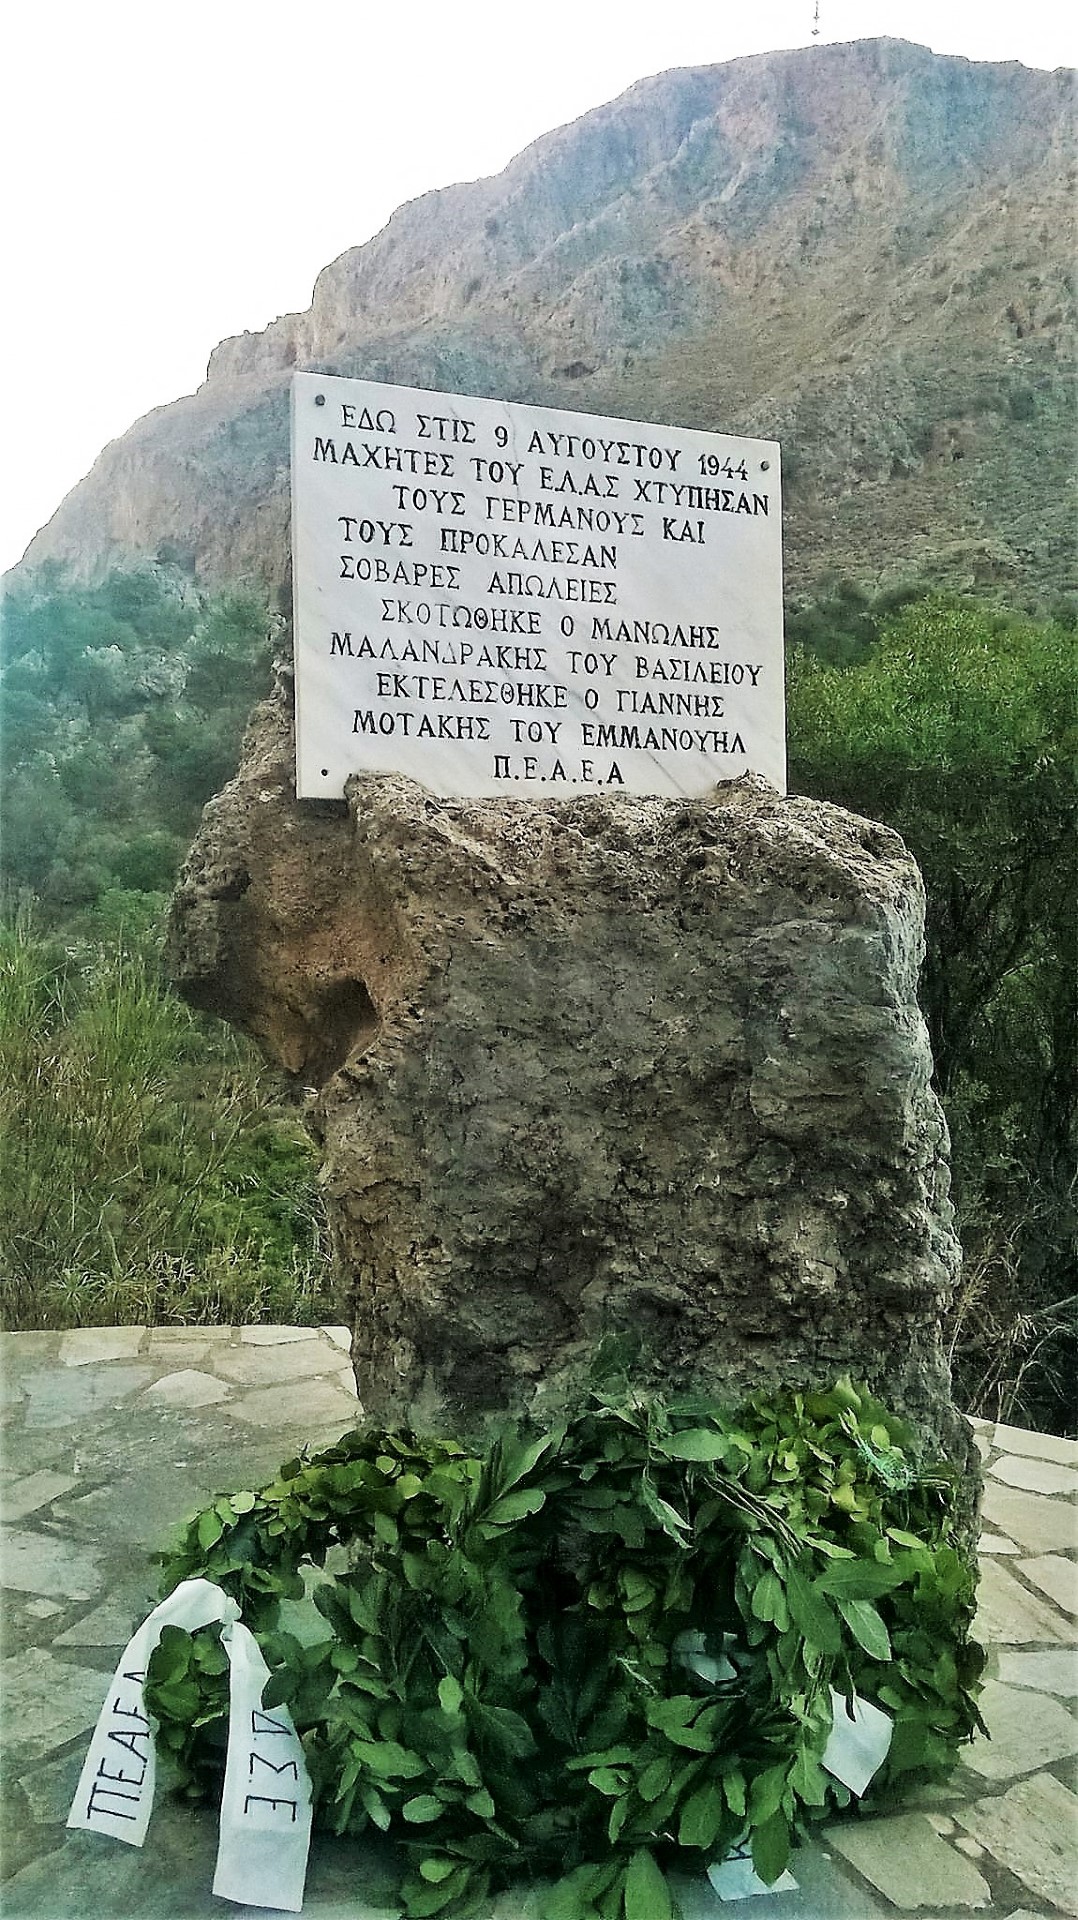 ΕΔΩ ΣΤΙΣ 9 ΑΥΓΟΥΣΤΟΥ 1944
ΜΑΧΗΤΕΣ ΤΟΥ Ε.Λ.Α.Σ ΧΤΥΠΗΣΑΝ
ΤΟΥΣ ΓΕΡΜΑΝΟΥΣ ΚΑΙ
ΤΟΥΣ ΠΡΟΚΑΛΕΣΑΝ
ΣΟΒΑΡΕΣ ΑΠΩΛΕΙΕΣ
ΣΚΟΤΩΘΗΚΕ Ο ΜΑΝΩΛΗΣ
ΜΑΛΑΝΔΡΑΚΗΣ ΤΟΥ ΒΑΣΙΛΕΙΟΥ
ΕΚΤΕΛΕΣΘΗΚΕ Ο ΓΙΑΝΝΗΣ
ΜΟΤΑΚΗΣ ΤΟΥ ΕΜΜΑΝΟΥΗΛ
Π.Ε.Α.Ε.Α
ΠΕΑΕΑ